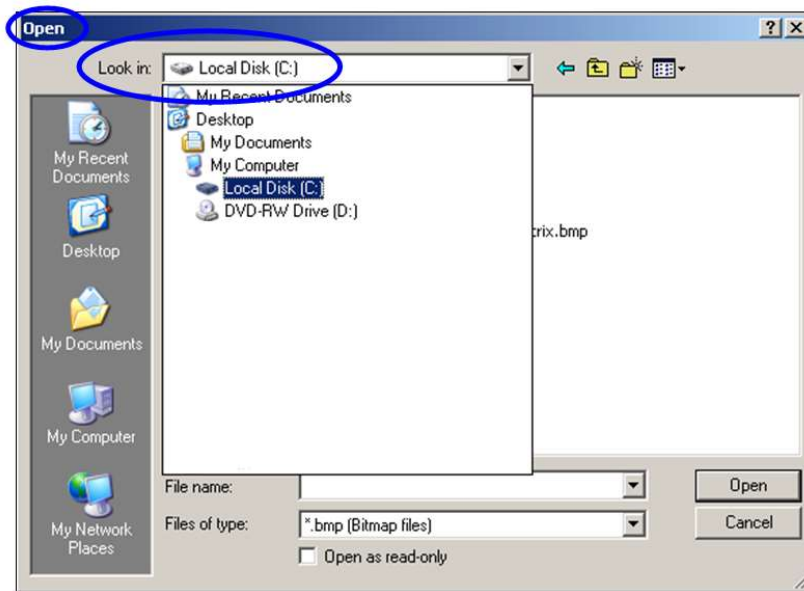 Open
Look in:
Local Disk (C:)
My Recent Documents
Desktop
My Documents
My Computer
Local Disk (C:)
DVD-RW Drive (D:)
trix.bmp
My Recent
Documents
Desktop
My Documents
My Computer
My Network
Places
File name:
Open
Files of type:
*.bmp (Bitmap files)
Cancel
Open as read-only